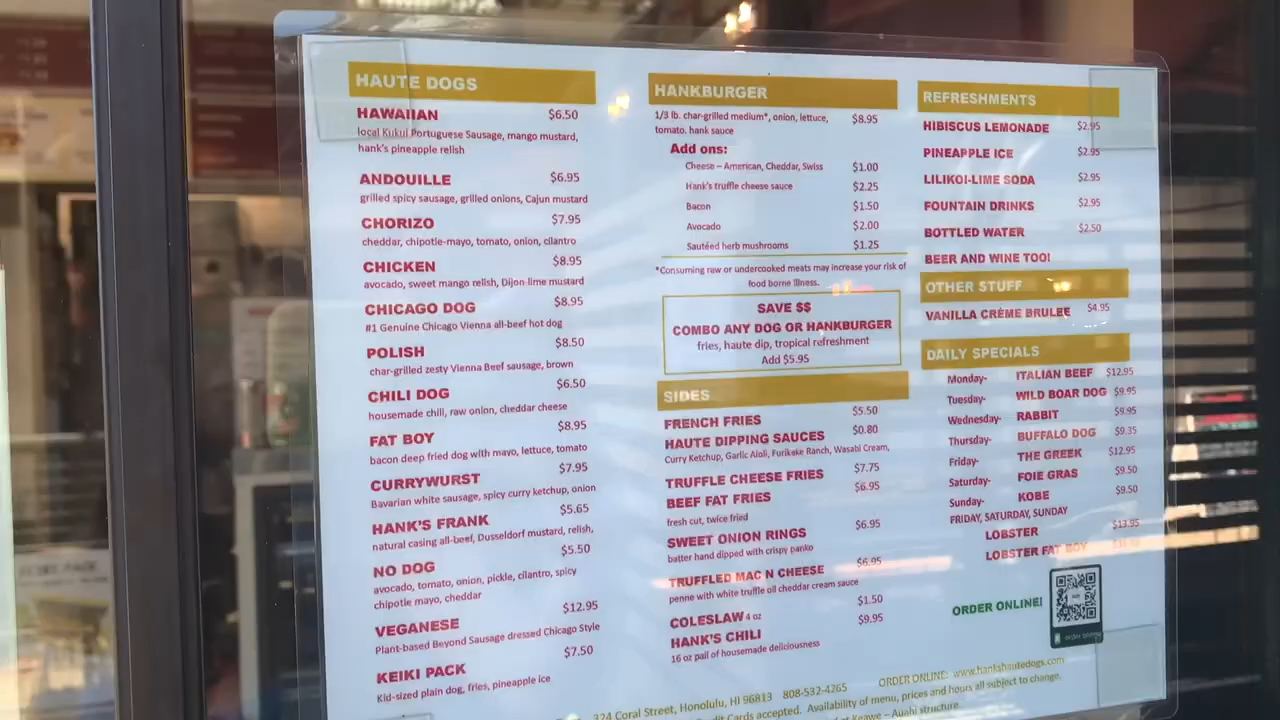 HAUTE DOGS
HAWAIIAN $6.50
local Kukui Portuguese Sausage, mango mustard,
hank's pineapple relish
ANDOUILLE $6.95
grilled spicy sausage, grilled onions, Cajun mustard
CHORIZO $7.95
cheddar, chipotle-mayo, tomato, onion, cilantro
CHICKEN $8.95
avocado, sweet mango relish, Dijon-lime mustard
CHICAGO DOG $8.95
#1 Genuine Chicago Vienna all-beef hot dog
POLISH $8.50
char-grilled zesty Vienna Beef sausage, brown
CHILI DOG $6.50
housemade chili, raw onion, cheddar cheese
FAT BOY $8.95
bacon deep fried dog with mayo, lettuce, tomato
CURRYWURST $7.95
Bavarian white sausage, spicy curry ketchup, onion
HANK'S FRANK $5.65
natural casing all-beef, Dusseldorf mustard, relish,
NO DOG $5.50
avocado, tomato, onion, pickle, cilantro, spicy
chipotle mayo, cheddar
VEGANESE $12.95
Plant-based Beyond Sausage dressed Chicago Style
KEIKI PACK $7.50
Kid-sized plain dog, fries, pineapple ice
HANKBURGER
1/3 lb. char-grilled medium*, onion, lettuce, $8.95
tomato, hank sauce
Add ons:
Cheese – American, Cheddar, Swiss $1.00
Hank's truffle cheese sauce $2.25
Bacon $1.50
Avocado $2.00
Sautéed herb mushrooms $1.25
*Consuming raw or undercooked meats may increase your risk of
food borne illness.
SAVE $$
COMBO ANY DOG OR HANKBURGER
fries, haute dip, tropical refreshment
Add $5.95
SIDES
FRENCH FRIES $5.50
HAUTE DIPPING SAUCES $0.80
Curry Ketchup, Garlic Aioli, Furikake Ranch, Wasabi Cream,
TRUFFLE CHEESE FRIES $7.75
BEEF FAT FRIES $6.95
fresh cut, twice fried
SWEET ONION RINGS $6.95
batter hand dipped with crispy panko
TRUFFLED MAC N CHEESE $6.95
penne with white truffle oil cheddar cream sauce
COLESLAW 4 oz $1.50
HANK'S CHILI $9.95
16 oz pail of housemade deliciousness
REFRESHMENTS
HIBISCUS LEMONADE $2.95
PINEAPPLE ICE $2.95
LILIKOI-LIME SODA $2.95
FOUNTAIN DRINKS $2.95
BOTTLED WATER $2.50
BEER AND WINE TOO!
OTHER STUFF
VANILLA CRÈME BRULEE $4.95
DAILY SPECIALS
Monday- ITALIAN BEEF $12.95
Tuesday- WILD BOAR DOG $9.95
Wednesday- RABBIT $9.95
Thursday- BUFFALO DOG $9.35
Friday- THE GREEK $12.95
Saturday- FOIE GRAS $9.50
Sunday- KOBE $9.50
FRIDAY, SATURDAY, SUNDAY
LOBSTER $13.95
LOBSTER FAT BOY
ORDER ONLINE!
order online
324 Coral Street, Honolulu, HI 96813 808-532-4265 ORDER ONLINE: www.hankshautedogs.com
Credit Cards accepted. Availability of menu, prices and hours all subject to change.
Keawe – Auahi structure.